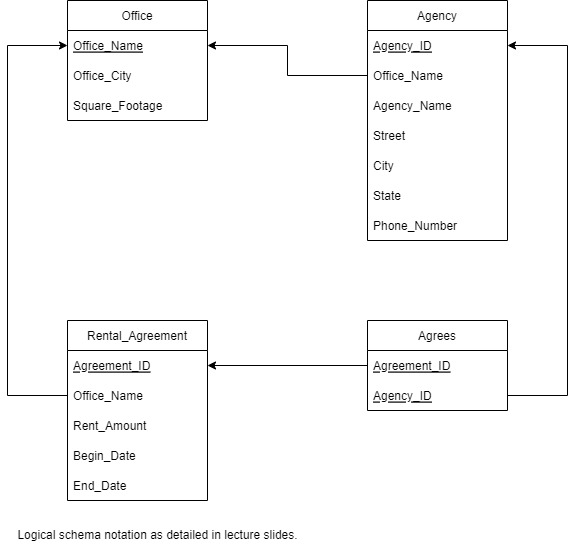 Office
Office_Name
Office_City
Square_Footage
Agency
Agency_ID
Office_Name
Agency_Name
Street
City
State
Phone_Number
Rental_Agreement
Agreement_ID
Office_Name
Rent_Amount
Begin_Date
End_Date
Agrees
Agreement_ID
Agency_ID
Logical schema notation as detailed in lecture slides.